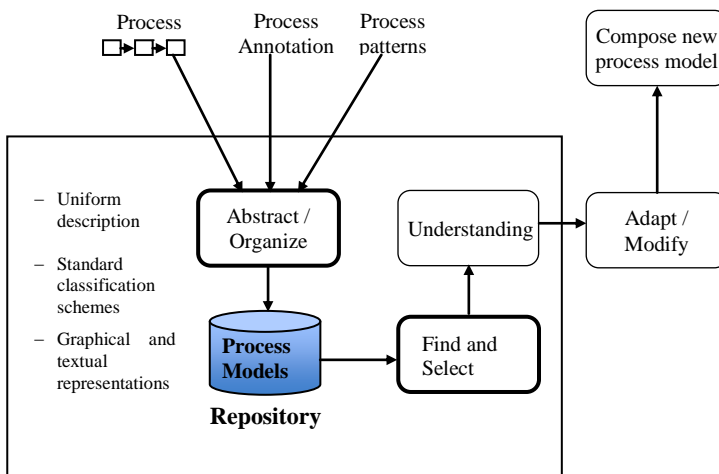 Process
Process
Annotation
Process
patterns
Compose new
process model
– Uniform
description
– Standard
classification
schemes
– Graphical and
textual
representations
Abstract /
Organize
Understanding
Adapt /
Modify
Process
Models
Find and
Select
Repository